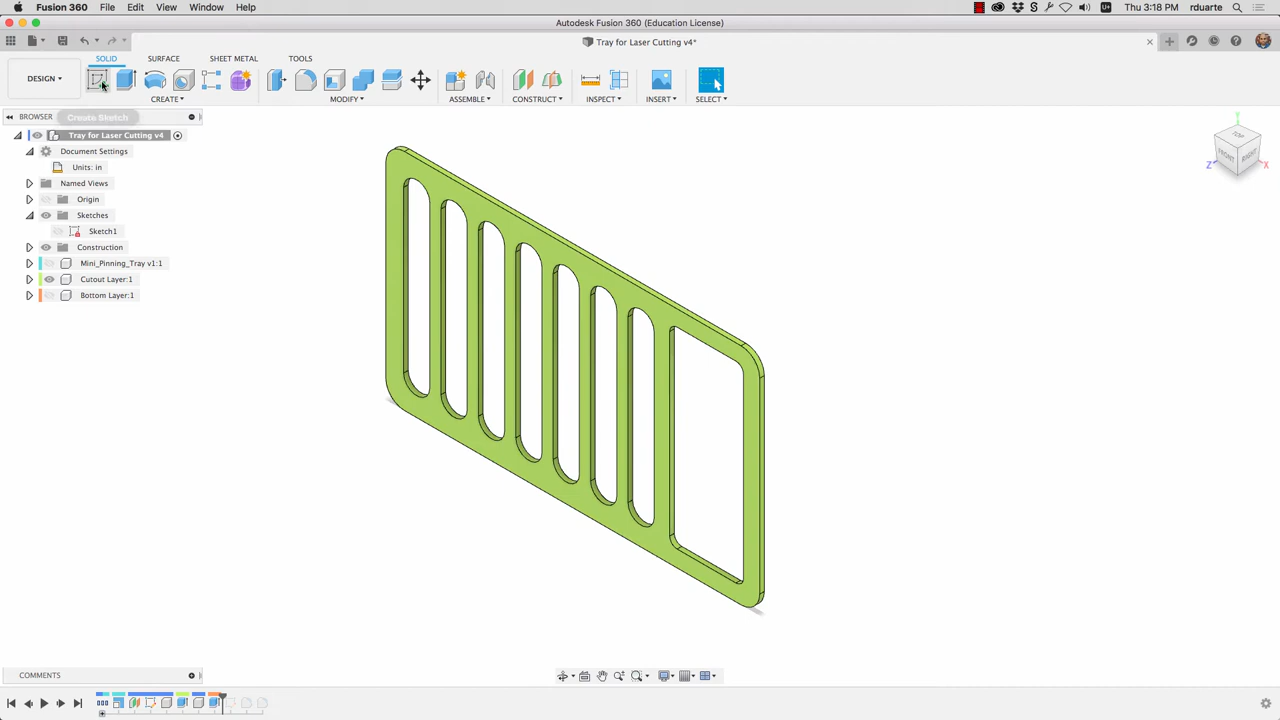 Fusion 360 File Edit View Window Help Thu 3:18 PM rduarte
Autodesk Fusion 360 (Education License)
Tray for Laser Cutting v4*
SOLID SURFACE SHEET METAL TOOLS
DESIGN
CREATE MODIFY ASSEMBLE CONSTRUCT INSPECT INSERT SELECT
BROWSER
Create Sketch
Tray for Laser Cutting v4
Document Settings
Units: in
Named Views
Origin
Sketches
Sketch1
Construction
Mini_Pinning_Tray v1:1
Cutout Layer:1
Bottom Layer:1
TOP
FRONT
RIGHT
Y
Z
X
COMMENTS